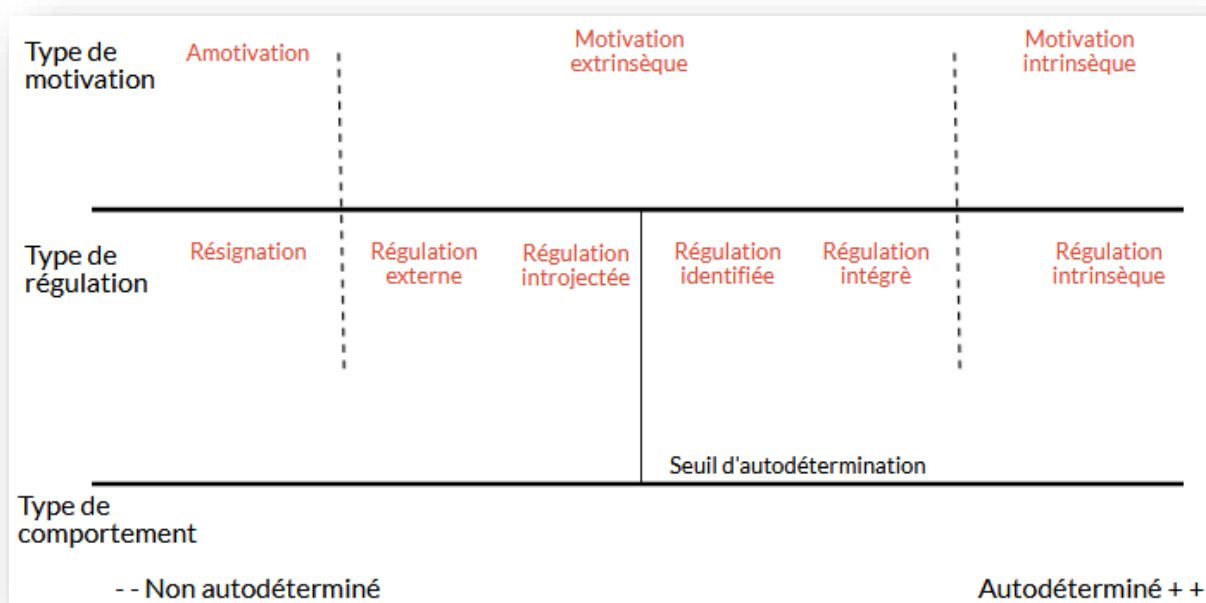 Type de
motivation
Amotivation
Motivation
extrinsèque
Motivation
intrinsèque
Type de
régulation
Résignation
Régulation
externe
Régulation
introjectée
Régulation
identifiée
Régulation
intégrè
Régulation
intrinsèque
Seuil d'autodétermination
Type de
comportement
- - Non autodéterminé
Autodéterminé + +